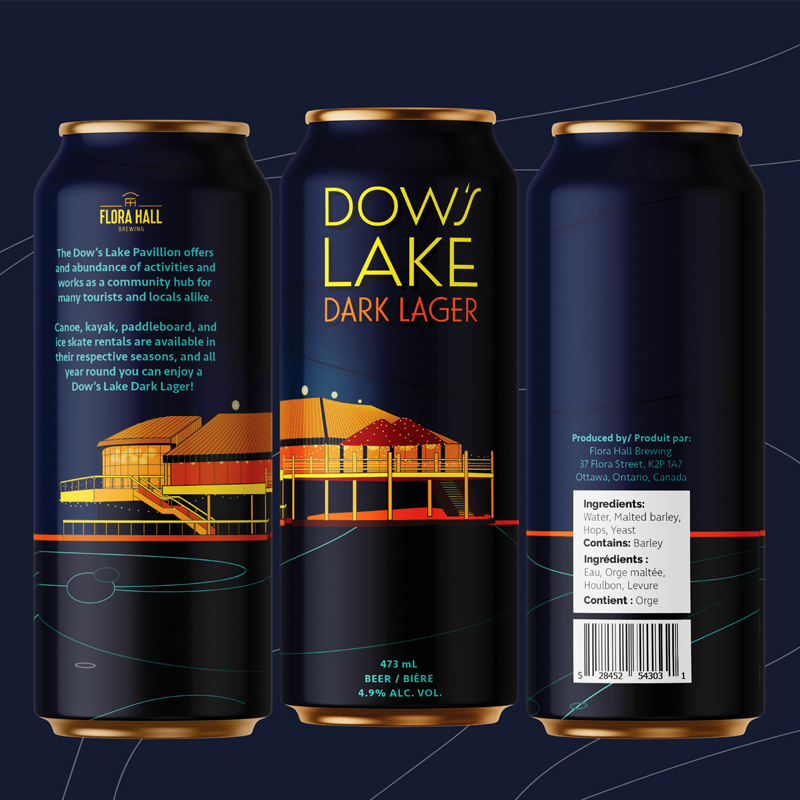 FLORA HALL
BREWING
The Dow's Lake Pavillion offers
and abundance of activities and
works as a community hub for
many tourists and locals alike.
Canoe, kayak, paddleboard, and
ice skate rentals are available in
their respective seasons, and all
year round you can enjoy a
Dow's Lake Dark Lager!
DOW'S
LAKE
DARK LAGER
473 mL
BEER / BIÈRE
4.9% ALC. VOL.
Produced by/ Produit par:
Flora Hall Brewing
37 Flora Street, K2P 1A7
Ottawa, Ontario, Canada
Ingredients:
Water, Malted barley,
Hops, Yeast
Contains: Barley
Ingrédients :
Eau, Orge maltée,
Houlbon, Levure
Contient : Orge
5 28452 54303 1